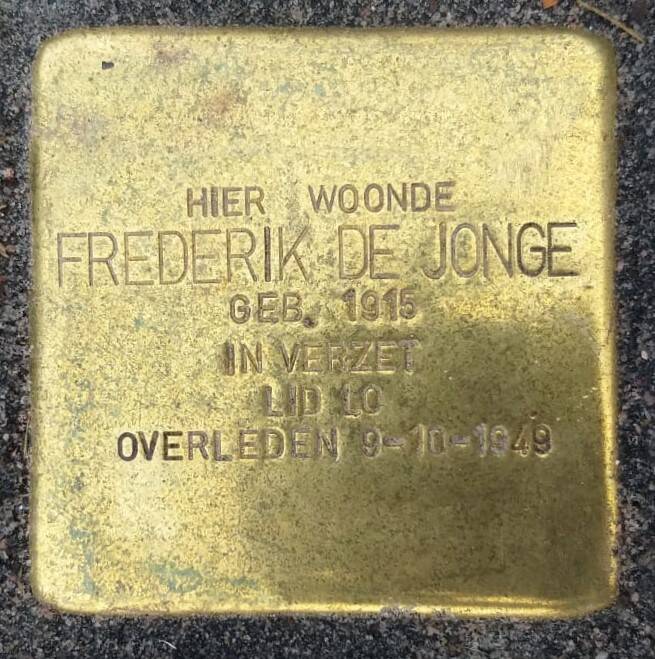 HIER WOONDE
FREDERIK DE JONGE
GEB. 1915
IN VERZET
LID LO
OVERLEDEN 9-10-1949